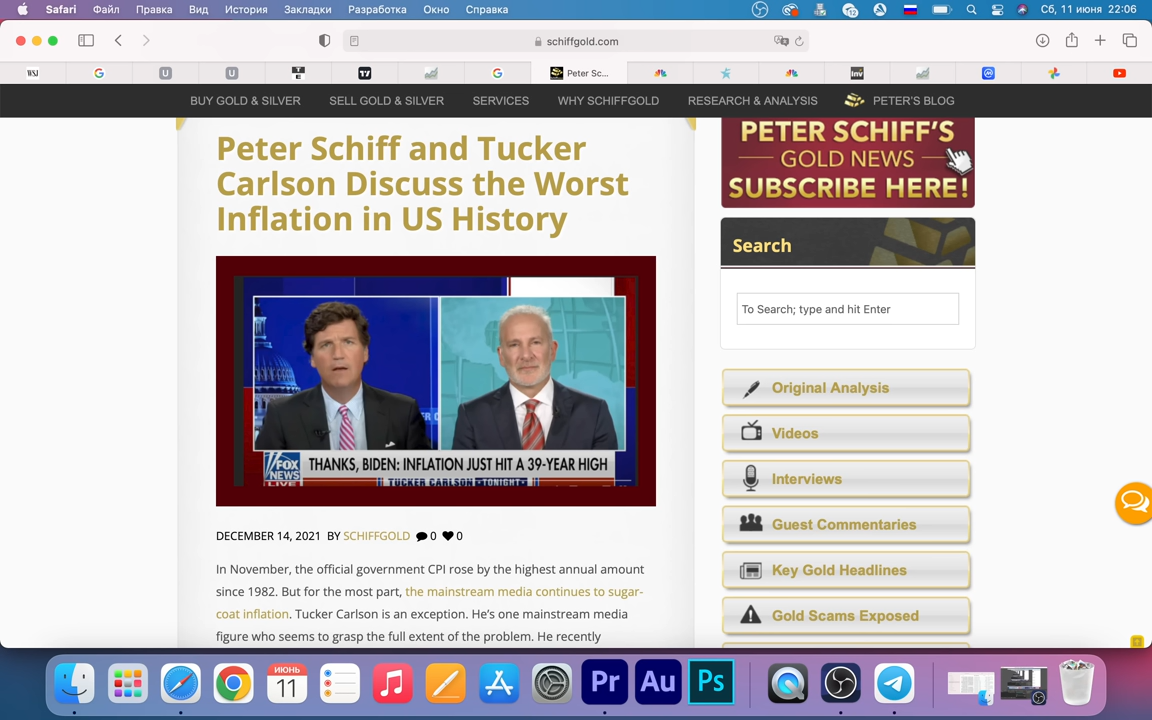 Safari Файл Правка Вид История Закладки Разработка Окно Справка
12
Сб, 11 июня 22:06
schiffgold.com
WSJ
Peter Sc...
Inv
BUY GOLD & SILVER SELL GOLD & SILVER SERVICES WHY SCHIFFGOLD RESEARCH & ANALYSIS PETER'S BLOG
Peter Schiff and Tucker
Carlson Discuss the Worst
Inflation in US History
FOX
NEWS
LIVE
THANKS, BIDEN: INFLATION JUST HIT A 39-YEAR HIGH
TUCKER CARLSON TONIGHT
DECEMBER 14, 2021 BY SCHIFFGOLD 0 0
In November, the official government CPI rose by the highest annual amount
since 1982. But for the most part, the mainstream media continues to sugar-
coat inflation. Tucker Carlson is an exception. He's one mainstream media
figure who seems to grasp the full extent of the problem. He recently
PETER SCHIFF'S
GOLD NEWS
SUBSCRIBE HERE!
Search
To Search; type and hit Enter
Original Analysis
Videos
Interviews
Guest Commentaries
Key Gold Headlines
Gold Scams Exposed
ИЮНЬ
11
Pr
Au
Ps